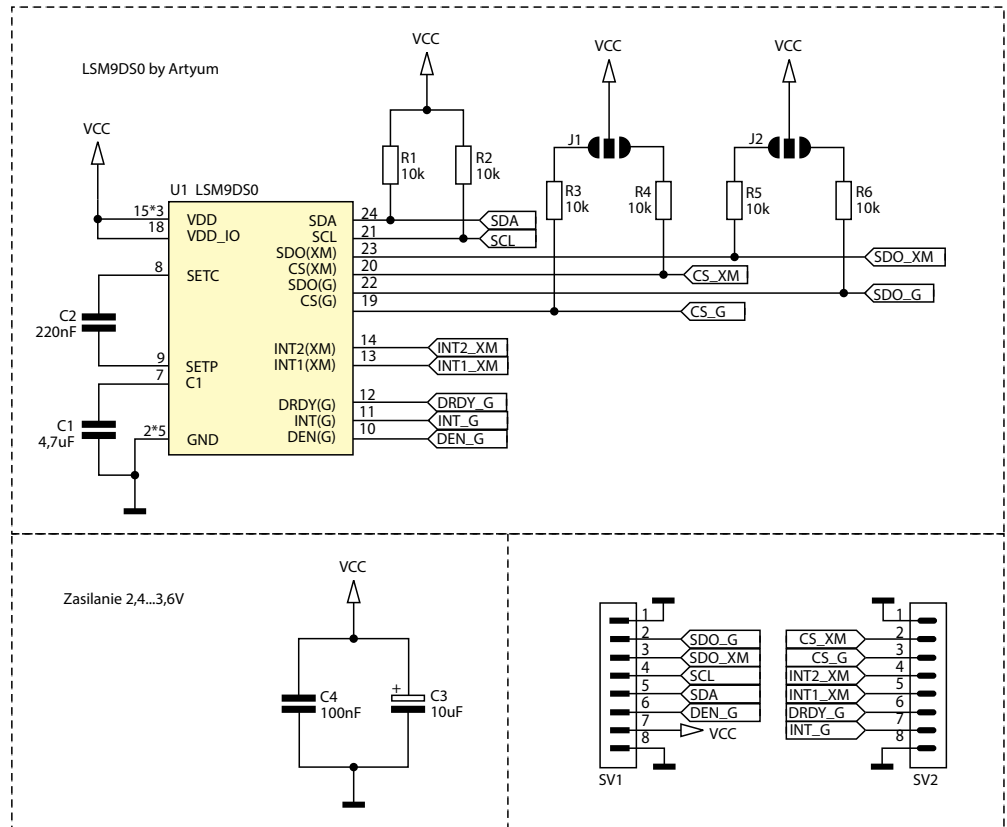 LSM9DS0 by Artyum
VCC
VCC
VCC
VCC
R1
10k
R2
10k
J1
R3
10k
R4
10k
J2
R5
10k
R6
10k
U1 LSM9DS0
15*3
18
8
9
7
2*5
VDD
VDD_IO
SETC
SETP
C1
GND
SDA
SCL
SDO(XM)
CS(XM)
SDO(G)
CS(G)
INT2(XM)
INT1(XM)
DRDY(G)
INT(G)
DEN(G)
24
21
23
20
22
19
14
13
12
11
10
SDA
SCL
SDO_XM
CS_XM
SDO_G
CS_G
INT2_XM
INT1_XM
DRDY_G
INT_G
DEN_G
C2
220nF
C1
4,7uF
Zasilanie 2,4...3,6V
VCC
C4
100nF
+
C3
10uF
1
2
3
4
5
6
7
8
SDO_G
SDO_XM
SCL
SDA
DEN_G
VCC
SV1
CS_XM
CS_G
INT2_XM
INT1_XM
DRDY_G
INT_G
1
2
3
4
5
6
7
8
SV2